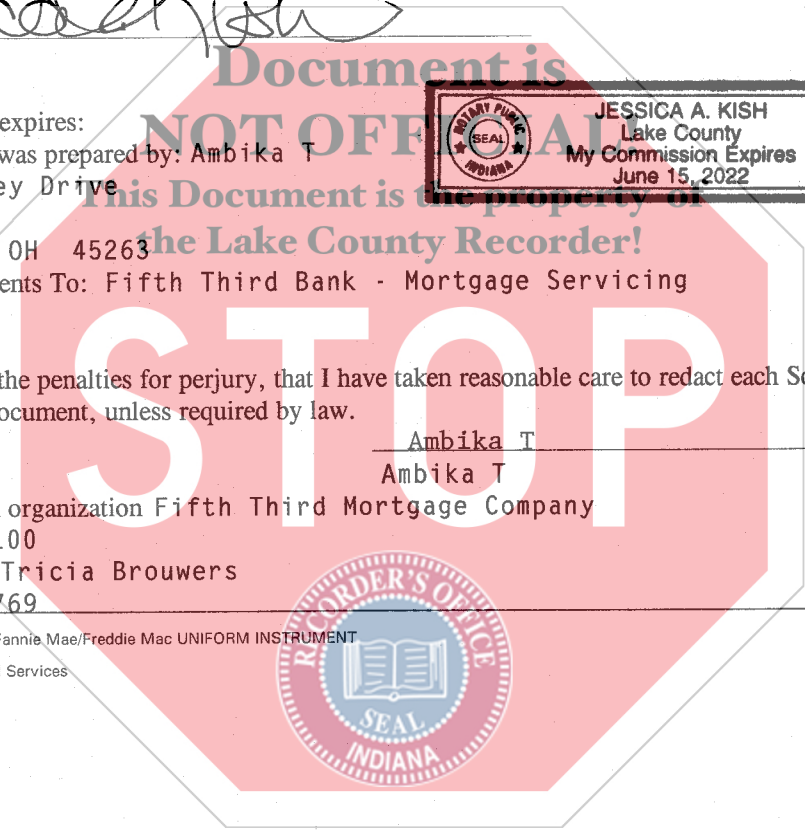 Document is
NOT OFFICIAL!
This Document is the property of
the Lake County Recorder!
NOTARY PUBLIC
SEAL
INDIANA
JESSICA A. KISH
Lake County
My Commission Expires
June 15, 2022
expires:
was prepared by: Ambika T
ey Drive
OH 45263
ents To: Fifth Third Bank - Mortgage Servicing
STOP
the penalties for perjury, that I have taken reasonable care to redact each So
ocument, unless required by law.
Ambika T
Ambika T
organization Fifth Third Mortgage Company
.00
Tricia Brouwers
769
Fannie Mae/Freddie Mac UNIFORM INSTRUMENT
Services
RECORDER'S OFFICE
SEAL
INDIANA